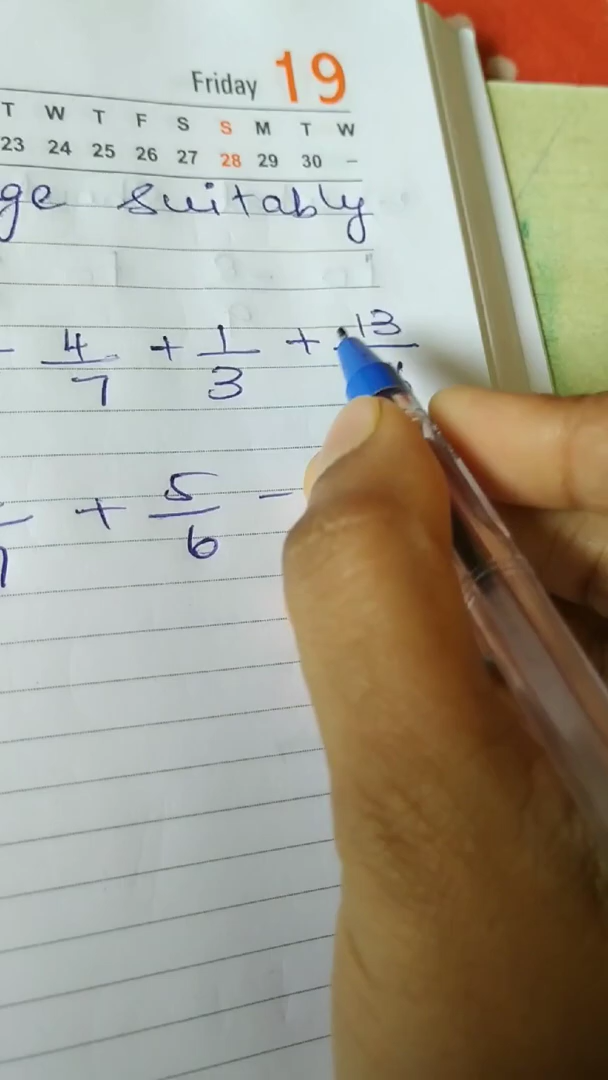 Friday 19
T W T F S S M T W
23 24 25 26 27 28 29 30 –
ge suitably
- 4/7 + 1/3 + 13/
+ 5/6 -